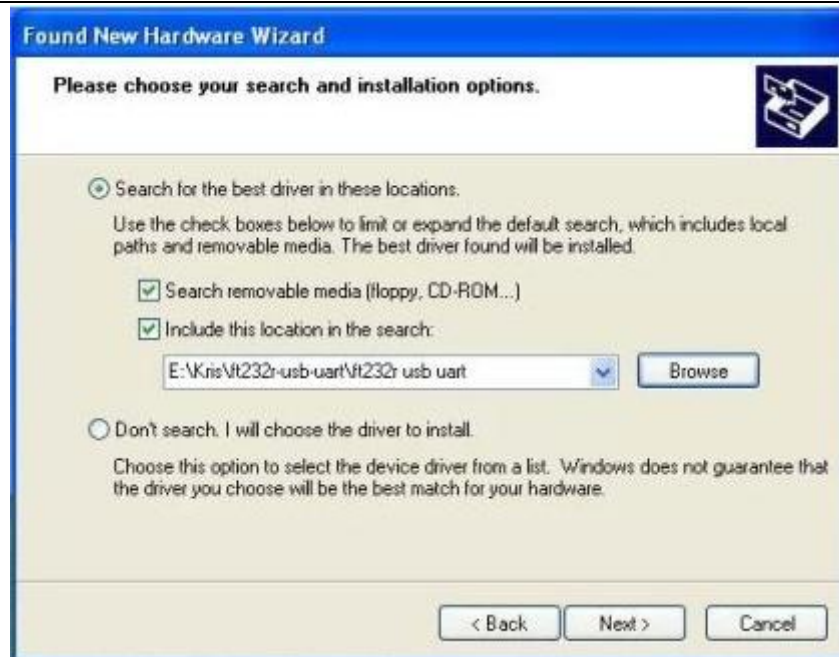 Found New Hardware Wizard
Please choose your search and installation options.
Search for the best driver in these locations.
Use the check boxes below to limit or expand the default search, which includes local
paths and removable media. The best driver found will be installed.
Search removable media (floppy, CD-ROM...)
Include this location in the search:
E:\Kris\ft232r-usb-uart\ft232r usb uart
Browse
Don't search. I will choose the driver to install.
Choose this option to select the device driver from a list. Windows does not guarantee that
the driver you choose will be the best match for your hardware.
< Back Next > Cancel